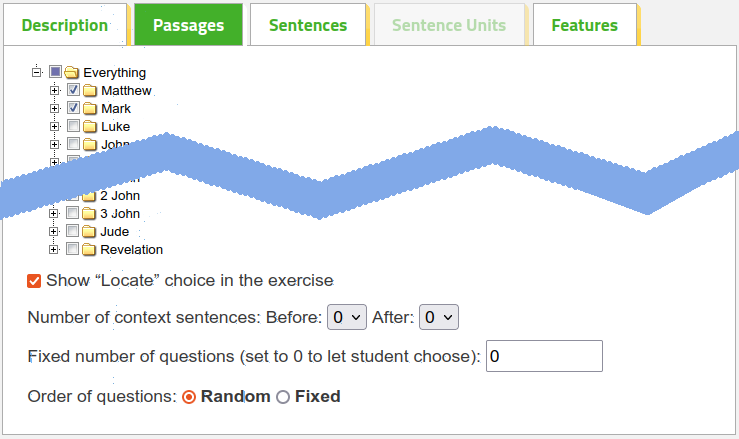 Description Passages Sentences Sentence Units Features
Everything
Matthew
Mark
Luke
John
2 John
3 John
Jude
Revelation
Show “Locate” choice in the exercise
Number of context sentences: Before: 0 After: 0
Fixed number of questions (set to 0 to let student choose): 0
Order of questions: Random Fixed